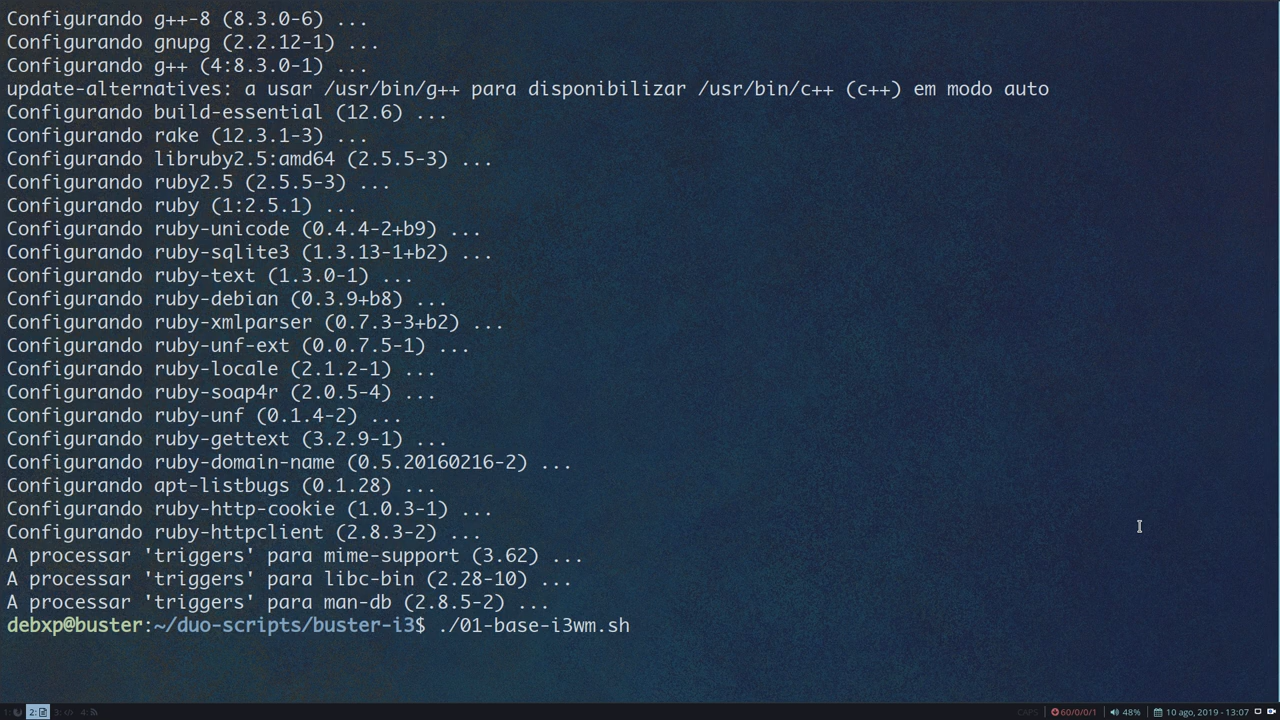 Configurando g++-8 (8.3.0-6) ...
Configurando gnupg (2.2.12-1) ...
Configurando g++ (4:8.3.0-1) ...
update-alternatives: a usar /usr/bin/g++ para disponibilizar /usr/bin/c++ (c++) em modo auto
Configurando build-essential (12.6) ...
Configurando rake (12.3.1-3) ...
Configurando libruby2.5:amd64 (2.5.5-3) ...
Configurando ruby2.5 (2.5.5-3) ...
Configurando ruby (1:2.5.1) ...
Configurando ruby-unicode (0.4.4-2+b9) ...
Configurando ruby-sqlite3 (1.3.13-1+b2) ...
Configurando ruby-text (1.3.0-1) ...
Configurando ruby-debian (0.3.9+b8) ...
Configurando ruby-xmlparser (0.7.3-3+b2) ...
Configurando ruby-unf-ext (0.0.7.5-1) ...
Configurando ruby-locale (2.1.2-1) ...
Configurando ruby-soap4r (2.0.5-4) ...
Configurando ruby-unf (0.1.4-2) ...
Configurando ruby-gettext (3.2.9-1) ...
Configurando ruby-domain-name (0.5.20160216-2) ...
Configurando apt-listbugs (0.1.28) ...
Configurando ruby-http-cookie (1.0.3-1) ...
Configurando ruby-httpclient (2.8.3-2) ...
A processar 'triggers' para mime-support (3.62) ...
A processar 'triggers' para libc-bin (2.28-10) ...
A processar 'triggers' para man-db (2.8.5-2) ...
debxp@buster:~/duo-scripts/buster-i3$ ./01-base-i3wm.sh
1: 2: 3: 4: CAPS 60/0/0/1 48% 10 ago, 2019 - 13:07